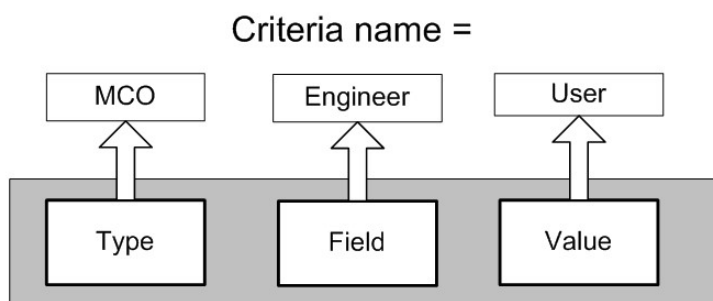 Criteria name =
MCO Engineer User
Type Field Value